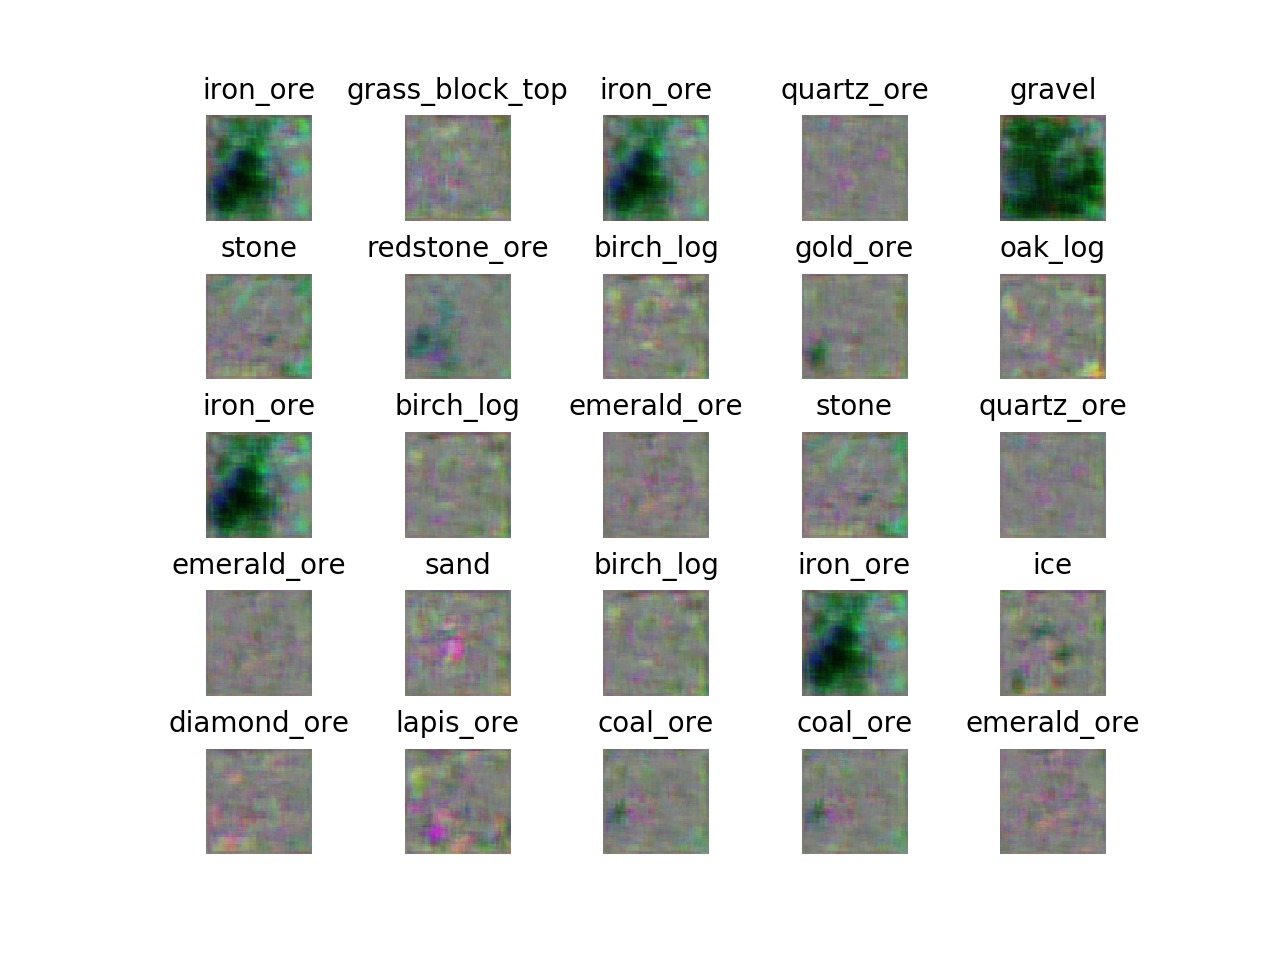 iron_ore grass_block_top iron_ore quartz_ore gravel
stone redstone_ore birch_log gold_ore oak_log
iron_ore birch_log emerald_ore stone quartz_ore
emerald_ore sand birch_log iron_ore ice
diamond_ore lapis_ore coal_ore coal_ore emerald_ore